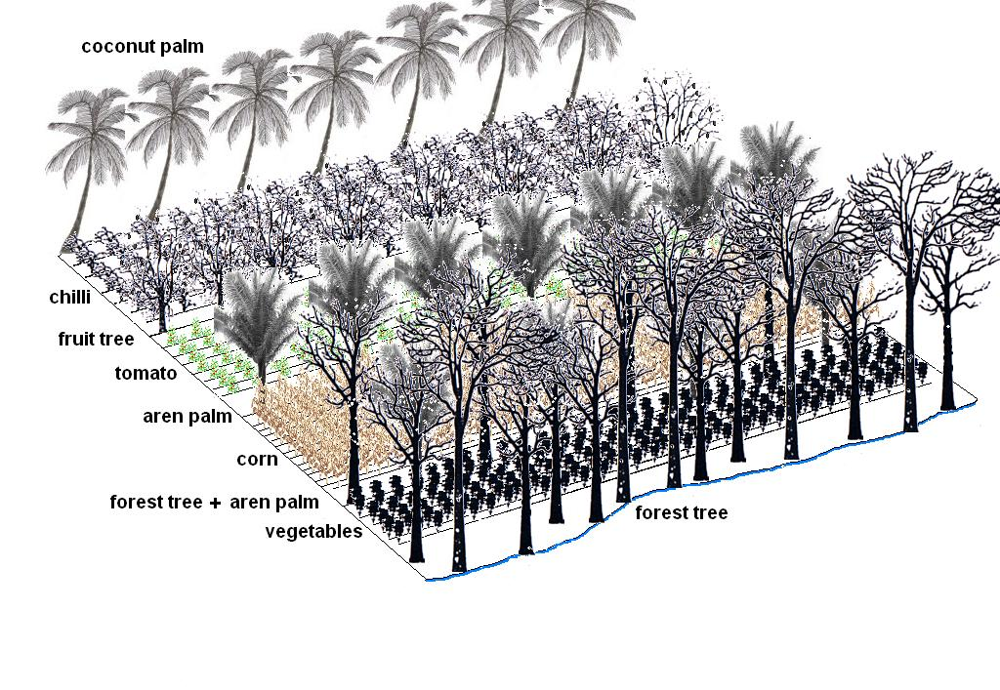 coconut palm
chilli
fruit tree
tomato
aren palm
corn
forest tree + aren palm
forest tree
vegetables